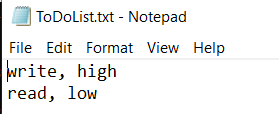 ToDoList.txt - Notepad
File Edit Format View Help
write, high
read, low